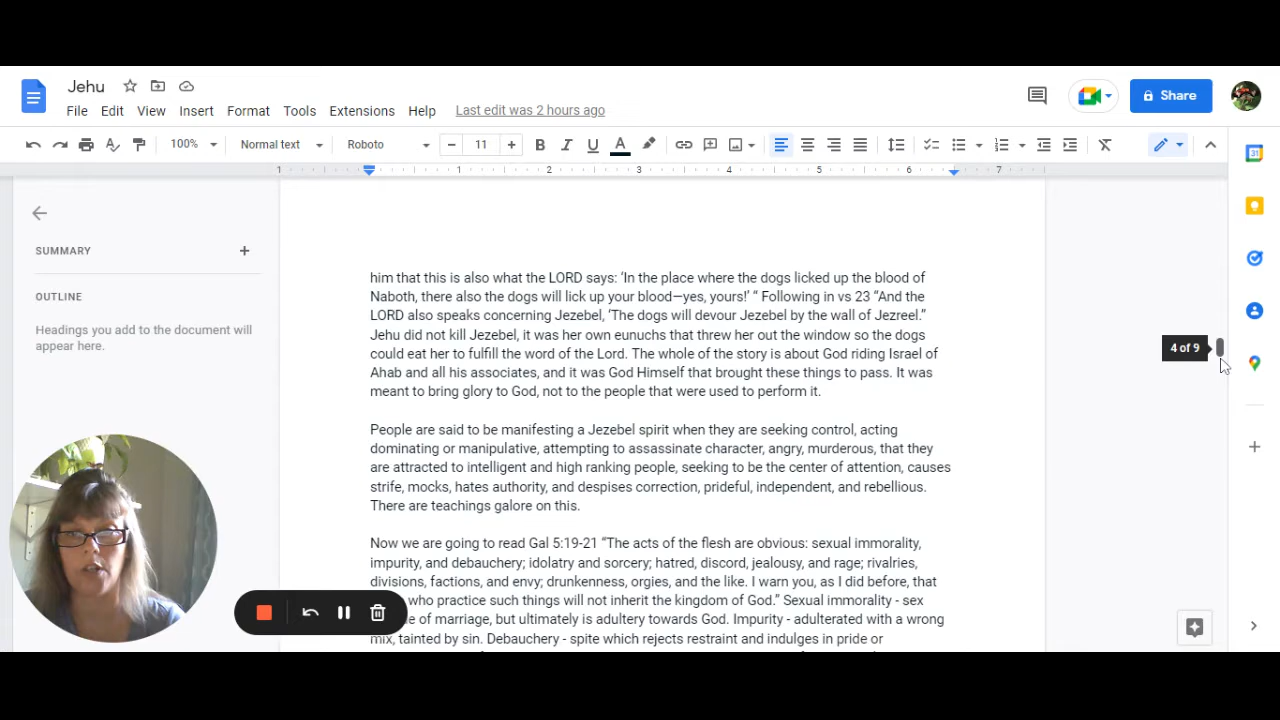 Jehu
File Edit View Insert Format Tools Extensions Help Last edit was 2 hours ago
Share
100% Normal text Roboto 11 B I U A
1 1 2 3 4 5 6 7
31
SUMMARY
OUTLINE
Headings you add to the document will
appear here.
him that this is also what the LORD says: ‘In the place where the dogs licked up the blood of
Naboth, there also the dogs will lick up your blood—yes, yours!’ “ Following in vs 23 “And the
LORD also speaks concerning Jezebel, ‘The dogs will devour Jezebel by the wall of Jezreel.”
Jehu did not kill Jezebel, it was her own eunuchs that threw her out the window so the dogs
could eat her to fulfill the word of the Lord. The whole of the story is about God riding Israel of
Ahab and all his associates, and it was God Himself that brought these things to pass. It was
meant to bring glory to God, not to the people that were used to perform it.
4 of 9
People are said to be manifesting a Jezebel spirit when they are seeking control, acting
dominating or manipulative, attempting to assassinate character, angry, murderous, that they
are attracted to intelligent and high ranking people, seeking to be the center of attention, causes
strife, mocks, hates authority, and despises correction, prideful, independent, and rebellious.
There are teachings galore on this.
Now we are going to read Gal 5:19-21 “The acts of the flesh are obvious: sexual immorality,
impurity, and debauchery; idolatry and sorcery; hatred, discord, jealousy, and rage; rivalries,
divisions, factions, and envy; drunkenness, orgies, and the like. I warn you, as I did before, that
who practice such things will not inherit the kingdom of God.” Sexual immorality - sex
of marriage, but ultimately is adultery towards God. Impurity - adulterated with a wrong
mix, tainted by sin. Debauchery - spite which rejects restraint and indulges in pride or